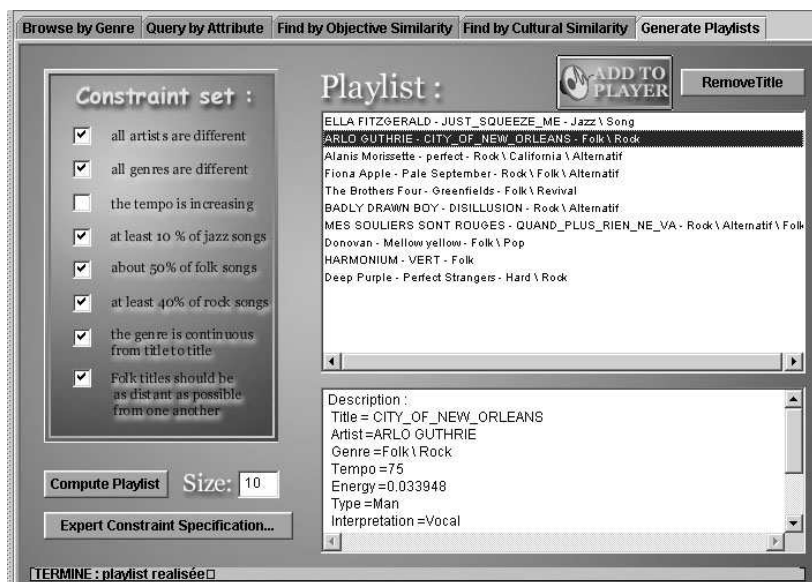 Browse by Genre Query by Attribute Find by Objective Similarity Find by Cultural Similarity Generate Playlists
Constraint set :
all artists are different
all genres are different
the tempo is increasing
at least 10 % of jazz songs
about 50% of folk songs
at least 40% of rock songs
the genre is continuous
from title to title
Folk titles should be
as distant as possible
from one another
Compute Playlist Size: 10
Expert Constraint Specification...
Playlist :
ADD TO
PLAYER
RemoveTitle
ELLA FITZGERALD - JUST_SQUEEZE_ME - Jazz \ Song
ARLO GUTHRIE - CITY_OF_NEW_ORLEANS - Folk \ Rock
Alanis Morissette - perfect - Rock \ California \ Alternatif
Fiona Apple - Pale September - Rock \ Folk \ Alternatif
The Brothers Four - Greenfields - Folk \ Revival
BADLY DRAWN BOY - DISILLUSION - Rock \ Alternatif
MES SOULIERS SONT ROUGES - QUAND_PLUS_RIEN_NE_VA - Rock \ Alternatif \ Folk
Donovan - Mellow yellow - Folk \ Pop
HARMONIUM - VERT - Folk
Deep Purple - Perfect Strangers - Hard \ Rock
Description :
Title = CITY_OF_NEW_ORLEANS
Artist =ARLO GUTHRIE
Genre =Folk \ Rock
Tempo =75
Energy =0.033948
Type =Man
Interpretation =Vocal
TERMINE : playlist realisée